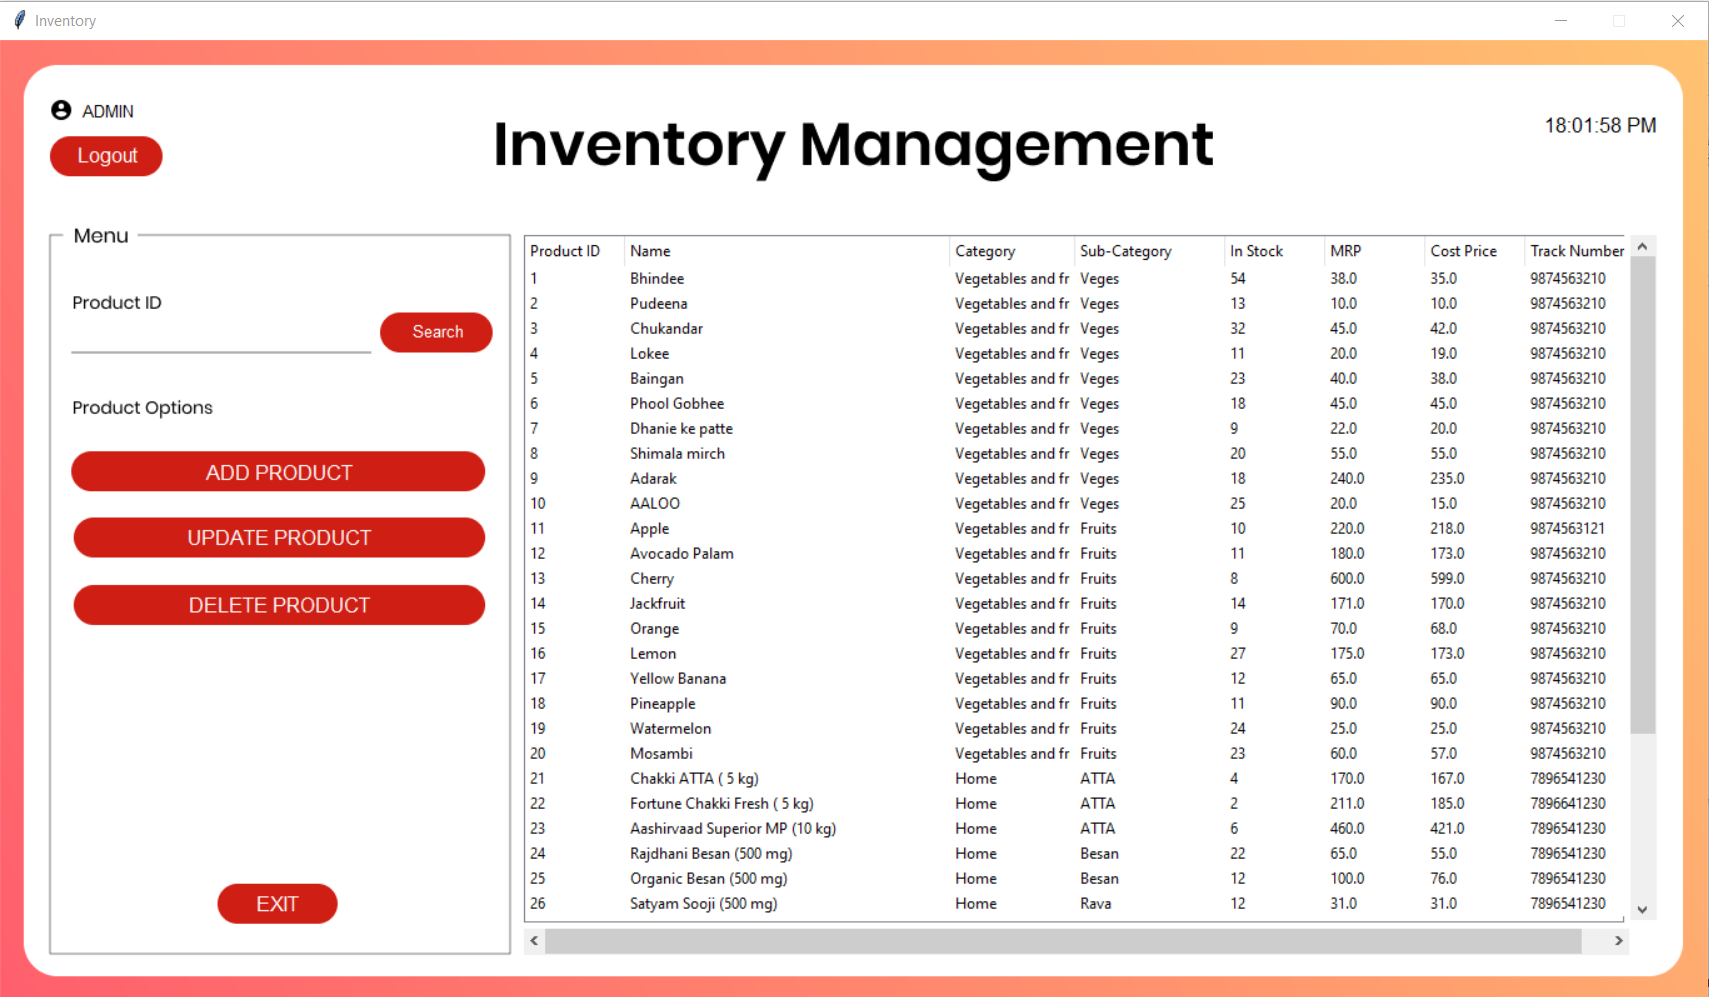 Inventory
ADMIN
Logout
Inventory Management
18:01:58 PM
Menu
Product ID
Search
Product Options
ADD PRODUCT
UPDATE PRODUCT
DELETE PRODUCT
EXIT
Product ID Name Category Sub-Category In Stock MRP Cost Price Track Number
1 Bhindee Vegetables and fr Veges 54 38.0 35.0 9874563210
2 Pudeena Vegetables and fr Veges 13 10.0 10.0 9874563210
3 Chukandar Vegetables and fr Veges 32 45.0 42.0 9874563210
4 Lokee Vegetables and fr Veges 11 20.0 19.0 9874563210
5 Baingan Vegetables and fr Veges 23 40.0 38.0 9874563210
6 Phool Gobhee Vegetables and fr Veges 18 45.0 45.0 9874563210
7 Dhanie ke patte Vegetables and fr Veges 9 22.0 20.0 9874563210
8 Shimala mirch Vegetables and fr Veges 20 55.0 55.0 9874563210
9 Adarak Vegetables and fr Veges 18 240.0 235.0 9874563210
10 AALOO Vegetables and fr Veges 25 20.0 15.0 9874563210
11 Apple Vegetables and fr Fruits 10 220.0 218.0 9874563121
12 Avocado Palam Vegetables and fr Fruits 11 180.0 173.0 9874563210
13 Cherry Vegetables and fr Fruits 8 600.0 599.0 9874563210
14 Jackfruit Vegetables and fr Fruits 14 171.0 170.0 9874563210
15 Orange Vegetables and fr Fruits 9 70.0 68.0 9874563210
16 Lemon Vegetables and fr Fruits 27 175.0 173.0 9874563210
17 Yellow Banana Vegetables and fr Fruits 12 65.0 65.0 9874563210
18 Pineapple Vegetables and fr Fruits 11 90.0 90.0 9874563210
19 Watermelon Vegetables and fr Fruits 24 25.0 25.0 9874563210
20 Mosambi Vegetables and fr Fruits 23 60.0 57.0 9874563210
21 Chakki ATTA ( 5 kg) Home ATTA 4 170.0 167.0 7896541230
22 Fortune Chakki Fresh ( 5 kg) Home ATTA 2 211.0 185.0 7896641230
23 Aashirvaad Superior MP (10 kg) Home ATTA 6 460.0 421.0 7896541230
24 Rajdhani Besan (500 mg) Home Besan 22 65.0 55.0 7896541230
25 Organic Besan (500 mg) Home Besan 12 100.0 76.0 7896541230
26 Satyam Sooji (500 mg) Home Rava 12 31.0 31.0 7896541230